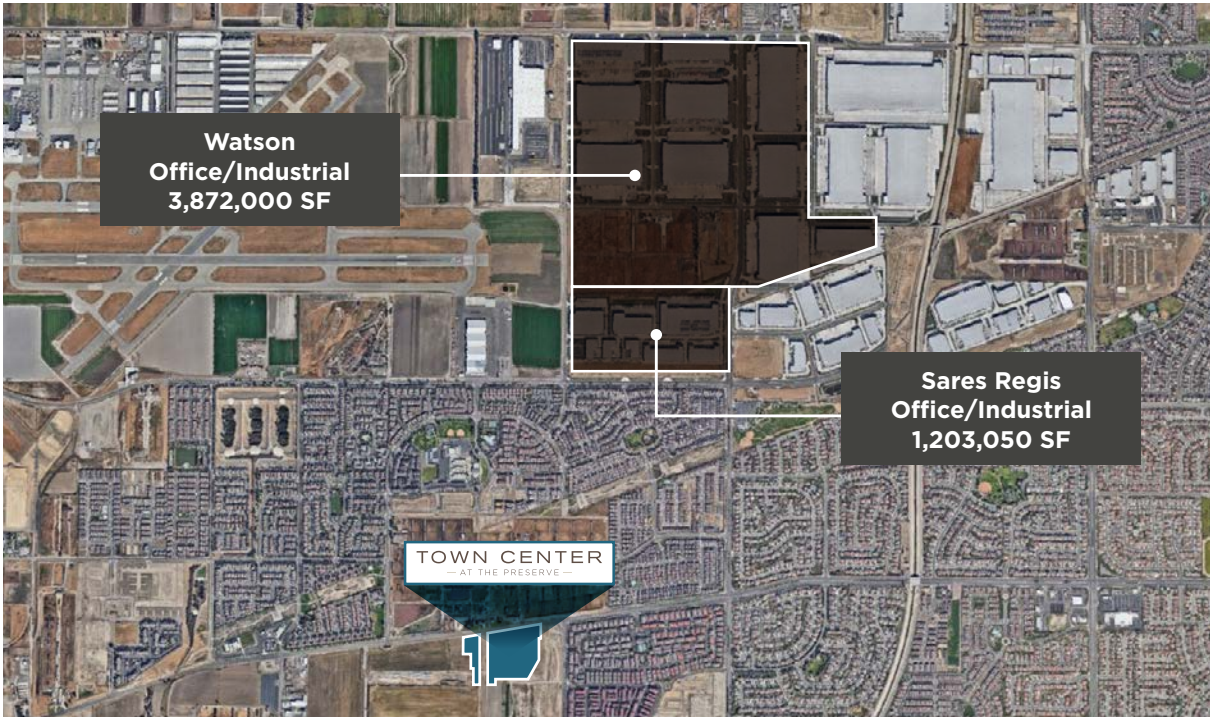 Watson
Office/Industrial
3,872,000 SF
Sares Regis
Office/Industrial
1,203,050 SF
TOWN CENTER
— AT THE PRESERVE —